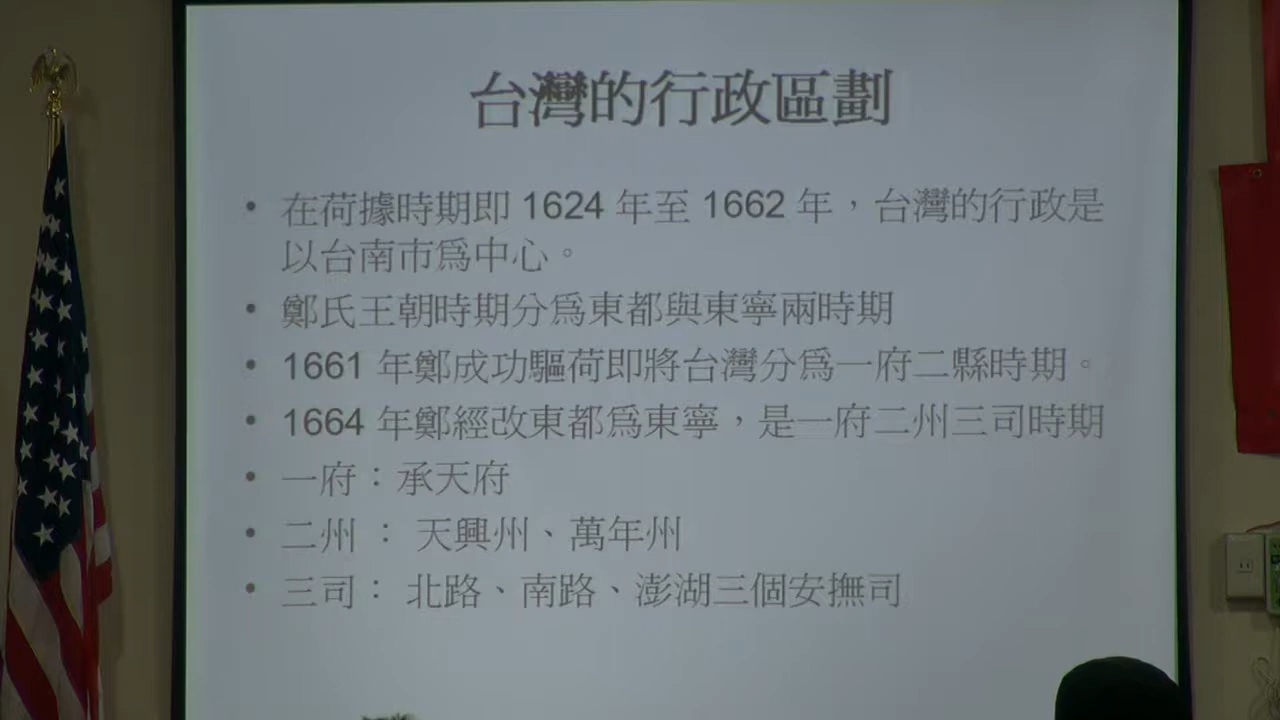 台灣的行政區劃
• 在荷據時期即 1624 年至 1662 年，台灣的行政是
以台南市為中心。
• 鄭氏王朝時期分為東都與東寧兩時期
• 1661 年鄭成功驅荷即將台灣分為一府二縣時期。
• 1664 年鄭經改東都為東寧，是一府二州三司時期
• 一府：承天府
• 二州 ： 天興州、萬年州
• 三司： 北路、南路、澎湖三個安撫司